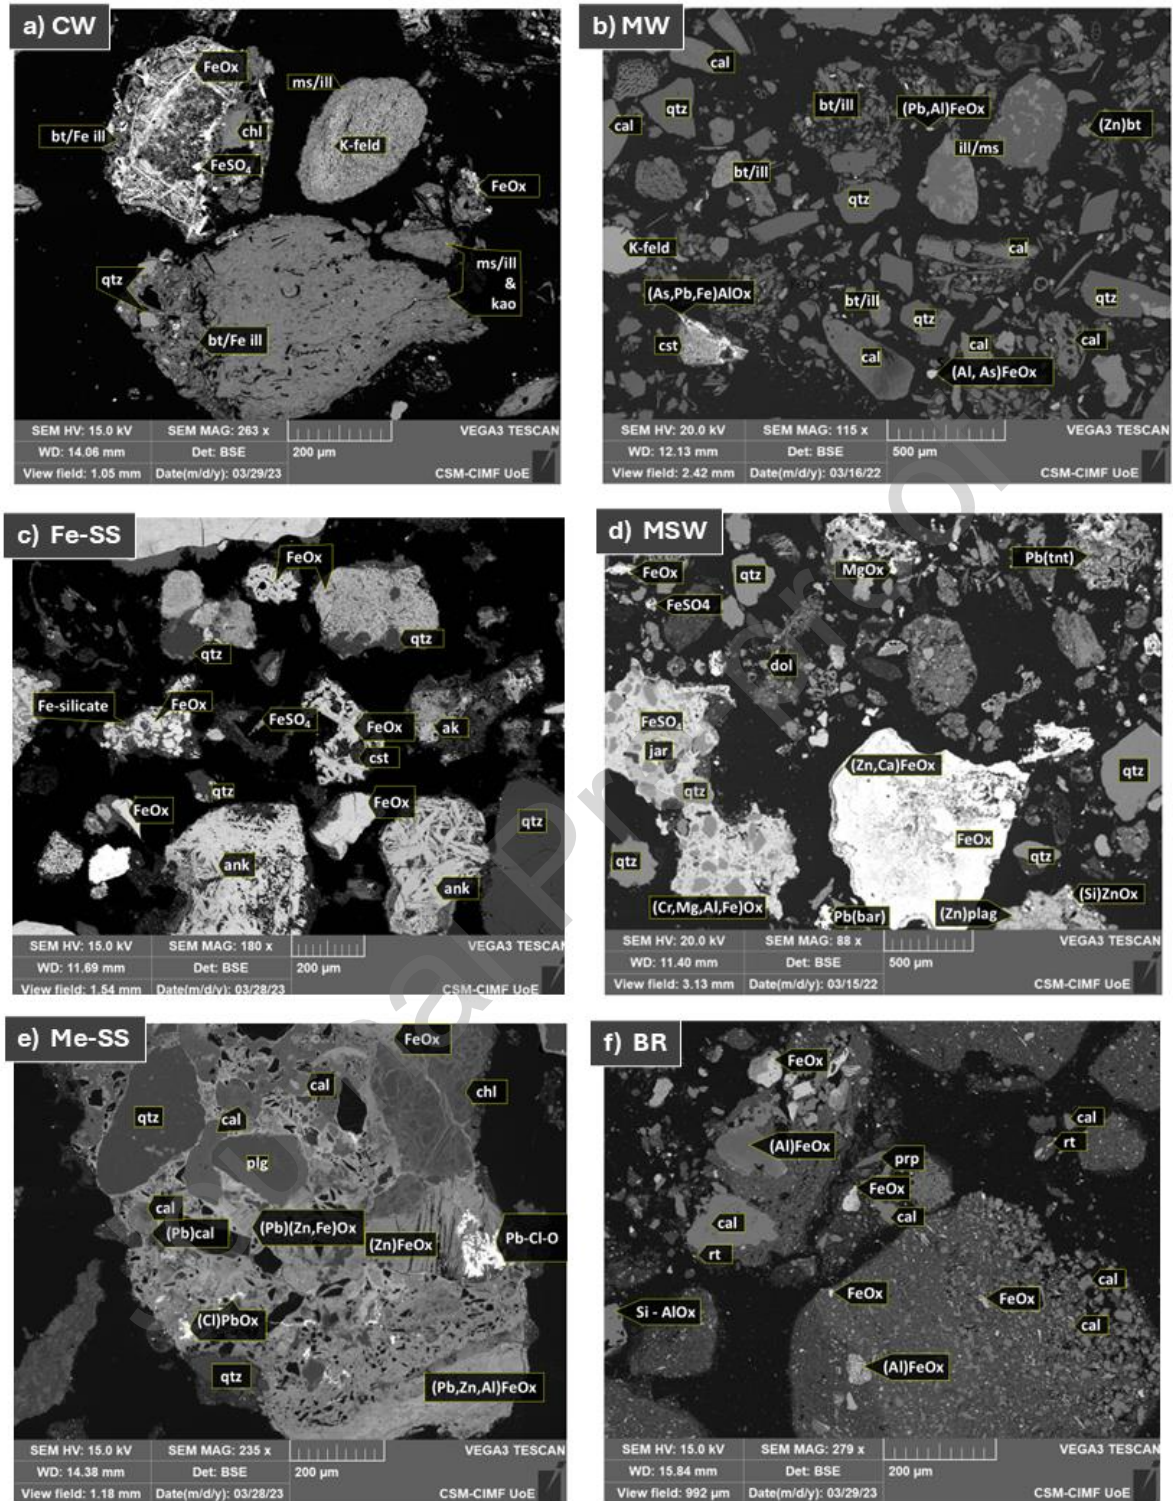 a) CW
FeOx
ms/ill
bt/Fe ill
chl
K-feld
FeSO₄
FeOx
qtz
ms/ill
&
kao
bt/Fe ill
SEM HV: 15.0 kV
SEM MAG: 263 x
VEGA3 TESCAN
WD: 14.06 mm
Det: BSE
200 µm
View field: 1.05 mm
Date(m/d/y): 03/29/23
CSM-CIMF UoE
b) MW
cal
qtz
bt/ill
(Pb,Al)FeOx
cal
(Zn)bt
ill/ms
bt/ill
qtz
K-feld
cal
(As,Pb,Fe)AlOx
bt/ill
qtz
qtz
cst
cal
cal
cal
(Al, As)FeOx
SEM HV: 20.0 kV
SEM MAG: 115 x
VEGA3 TESCAN
WD: 12.13 mm
Det: BSE
500 µm
View field: 2.42 mm
Date(m/d/y): 03/16/22
CSM-CIMF UoE
c) Fe-SS
FeOx
qtz
qtz
Fe-silicate
FeOx
FeSO₄
FeOx
ak
cst
qtz
FeOx
FeOx
qtz
ank
ank
SEM HV: 15.0 kV
SEM MAG: 180 x
VEGA3 TESCAN
WD: 11.69 mm
Det: BSE
200 µm
View field: 1.54 mm
Date(m/d/y): 03/28/23
CSM-CIMF UoE
d) MSW
FeOx
qtz
MgOx
Pb(tnt)
FeSO4
dol
FeSO₄
jar
(Zn,Ca)FeOx
qtz
qtz
FeOx
qtz
qtz
(Cr,Mg,Al,Fe)Ox
Pb(bar)
(Zn)plag
(Si)ZnOx
SEM HV: 20.0 kV
SEM MAG: 88 x
VEGA3 TESCAN
WD: 11.40 mm
Det: BSE
500 µm
View field: 3.13 mm
Date(m/d/y): 03/15/22
CSM-CIMF UoE
e) Me-SS
FeOx
cal
chl
qtz
cal
plg
cal
(Pb)cal
(Pb)(Zn,Fe)Ox
(Zn)FeOx
Pb-Cl-O
(Cl)PbOx
qtz
(Pb,Zn,Al)FeOx
SEM HV: 15.0 kV
SEM MAG: 235 x
VEGA3 TESCAN
WD: 14.38 mm
Det: BSE
200 µm
View field: 1.18 mm
Date(m/d/y): 03/28/23
CSM-CIMF UoE
f) BR
FeOx
cal
rt
(Al)FeOx
prp
FeOx
cal
cal
rt
cal
FeOx
FeOx
Si - AlOx
cal
(Al)FeOx
SEM HV: 15.0 kV
SEM MAG: 279 x
VEGA3 TESCAN
WD: 15.84 mm
Det: BSE
200 µm
View field: 992 µm
Date(m/d/y): 03/29/23
CSM-CIMF UoE